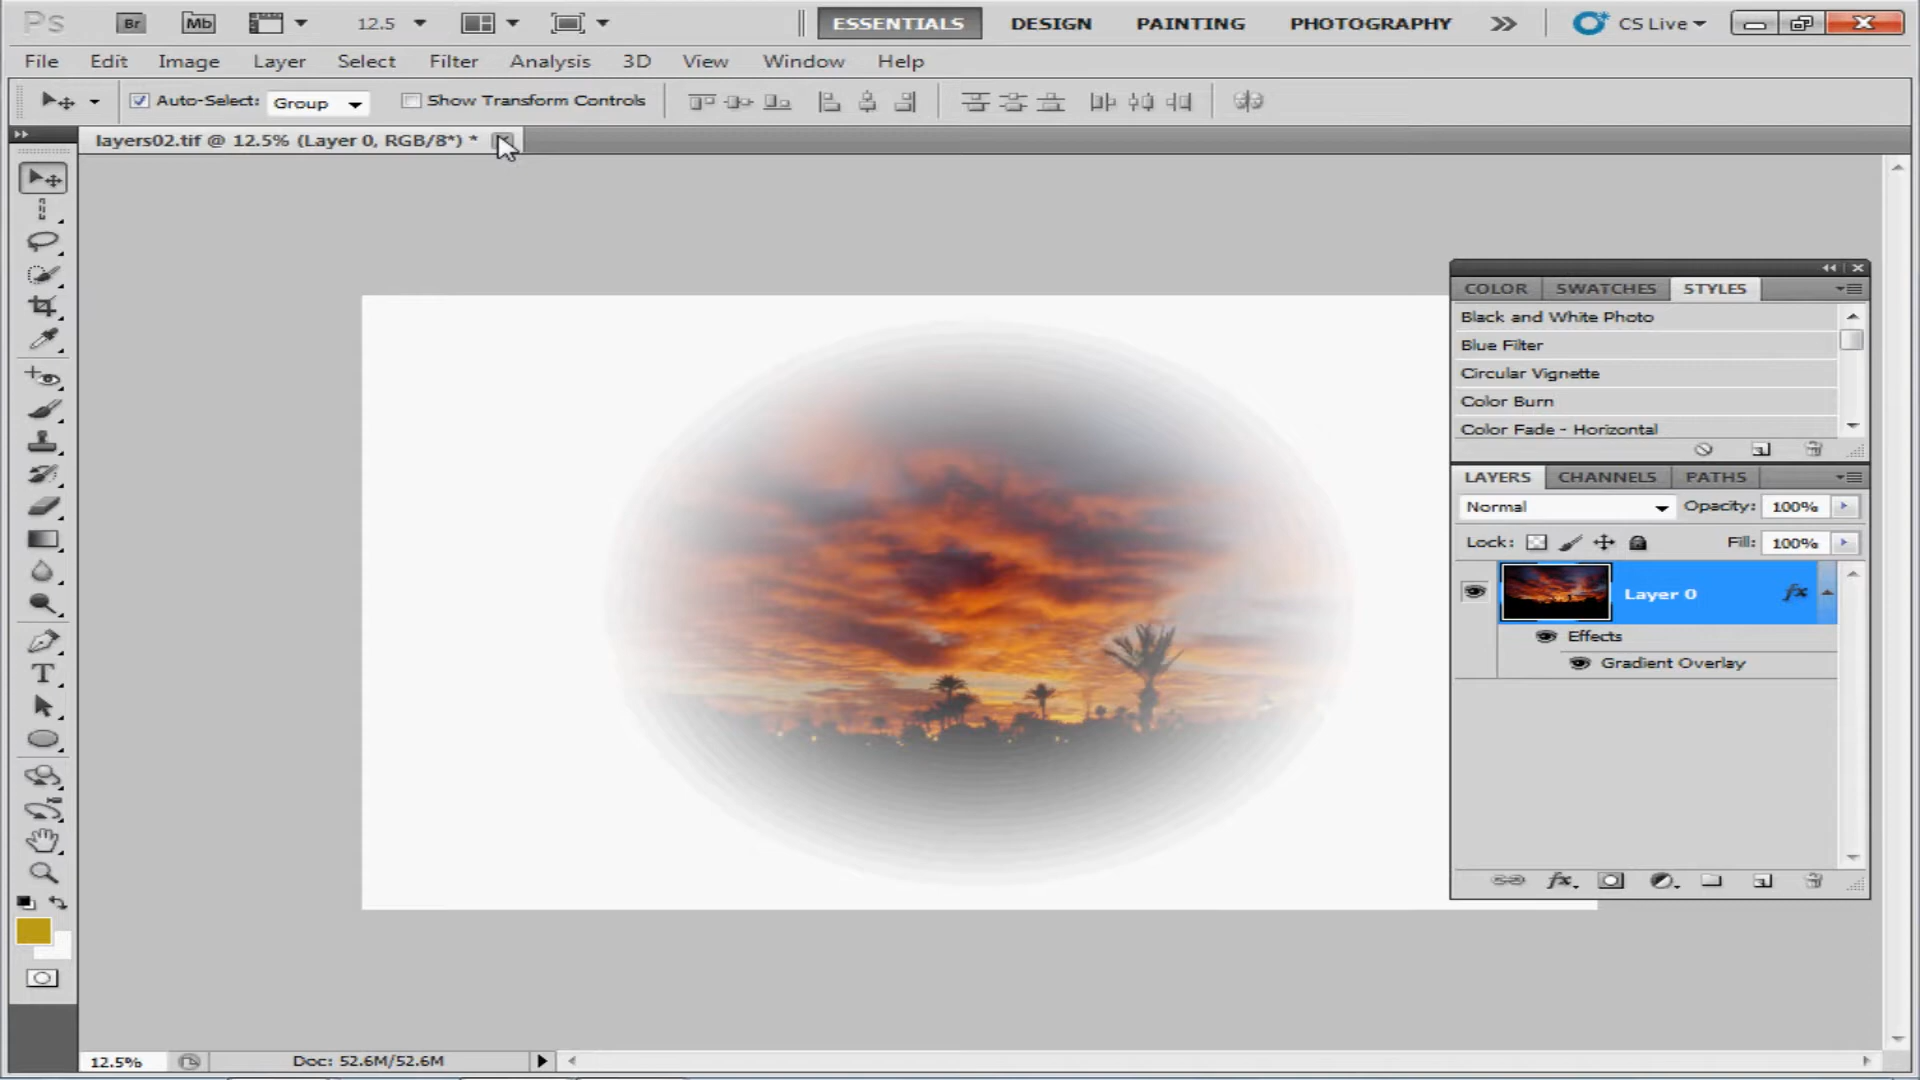 Ps Br Mb 12.5 ESSENTIALS DESIGN PAINTING PHOTOGRAPHY CS Live
File Edit Image Layer Select Filter Analysis 3D View Window Help
Auto-Select: Group Show Transform Controls
layers02.tif @ 12.5% (Layer 0, RGB/8*) *
COLOR SWATCHES STYLES
Black and White Photo
Blue Filter
Circular Vignette
Color Burn
Color Fade - Horizontal
LAYERS CHANNELS PATHS
Normal Opacity: 100%
Lock: Fill: 100%
Layer 0 fx
Effects
Gradient Overlay
T
fx
12.5% Doc: 52.6M/52.6M